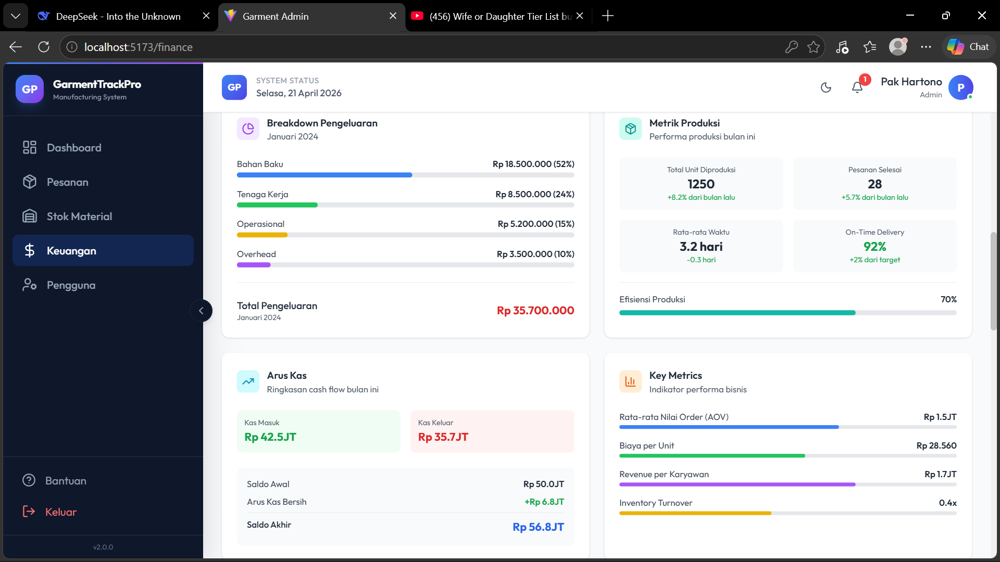 DeepSeek - Into the Unknown
Garment Admin
(456) Wife or Daughter Tier List bu
localhost:5173/finance
Chat
GP
GarmentTrackPro
Manufacturing System
Dashboard
Pesanan
Stok Material
Keuangan
Pengguna
Bantuan
Keluar
v2.0.0
GP
SYSTEM STATUS
Selasa, 21 April 2026
1
Pak Hartono
Admin
P
Breakdown Pengeluaran
Januari 2024
Bahan Baku
Rp 18.500.000 (52%)
Tenaga Kerja
Rp 8.500.000 (24%)
Operasional
Rp 5.200.000 (15%)
Overhead
Rp 3.500.000 (10%)
Total Pengeluaran
Januari 2024
Rp 35.700.000
Metrik Produksi
Performa produksi bulan ini
Total Unit Diproduksi
1250
+8.2% dari bulan lalu
Pesanan Selesai
28
+5.7% dari bulan lalu
Rata-rata Waktu
3.2 hari
-0.3 hari
On-Time Delivery
92%
+2% dari target
Efisiensi Produksi
70%
Arus Kas
Ringkasan cash flow bulan ini
Kas Masuk
Rp 42.5JT
Kas Keluar
Rp 35.7JT
Saldo Awal
Rp 50.0JT
Arus Kas Bersih
+Rp 6.8JT
Saldo Akhir
Rp 56.8JT
Key Metrics
Indikator performa bisnis
Rata-rata Nilai Order (AOV)
Rp 1.5JT
Biaya per Unit
Rp 28.560
Revenue per Karyawan
Rp 1.7JT
Inventory Turnover
0.4x